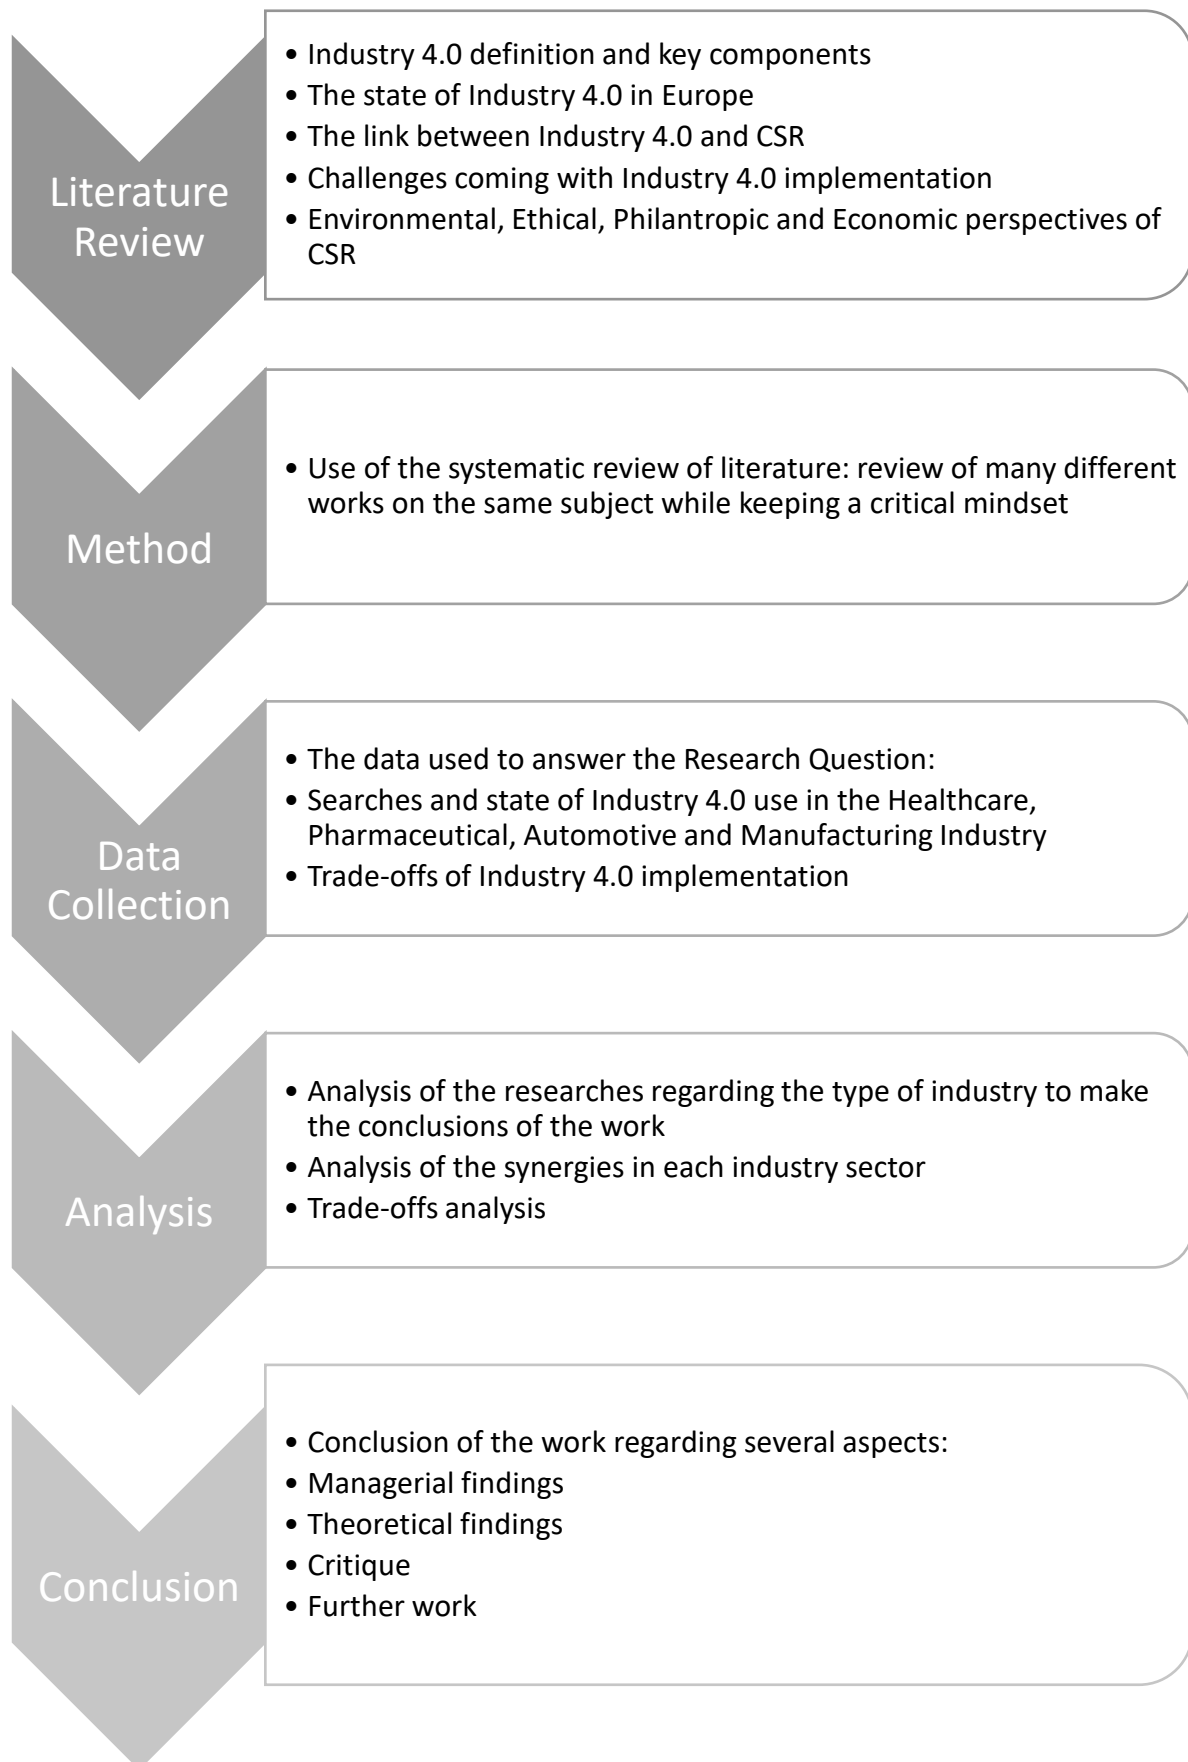 Literature
Review
• Industry 4.0 definition and key components
• The state of Industry 4.0 in Europe
• The link between Industry 4.0 and CSR
• Challenges coming with Industry 4.0 implementation
• Environmental, Ethical, Philantropic and Economic perspectives of
CSR
Method
• Use of the systematic review of literature: review of many different
works on the same subject while keeping a critical mindset
Data
Collection
• The data used to answer the Research Question:
• Searches and state of Industry 4.0 use in the Healthcare,
Pharmaceutical, Automotive and Manufacturing Industry
• Trade-offs of Industry 4.0 implementation
Analysis
• Analysis of the researches regarding the type of industry to make
the conclusions of the work
• Analysis of the synergies in each industry sector
• Trade-offs analysis
Conclusion
• Conclusion of the work regarding several aspects:
• Managerial findings
• Theoretical findings
• Critique
• Further work